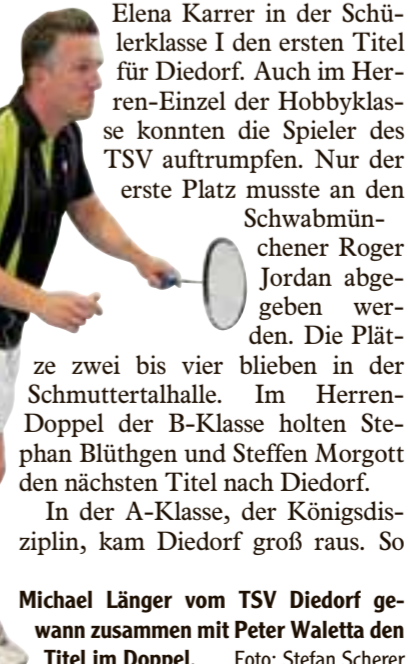 Elena Karrer in der Schü-
lerklasse I den ersten Titel
für Diedorf. Auch im Her-
ren-Einzel der Hobbyklas-
se konnten die Spieler des
TSV auftrumpfen. Nur der
erste Platz musste an den
Schwabmün-
chener Roger
Jordan abge-
geben wer-
den. Die Plät-
ze zwei bis vier blieben in der
Schmuttertalhalle. Im Herren-
Doppel der B-Klasse holten Ste-
phan Blüthgen und Steffen Morgott
den nächsten Titel nach Diedorf.
In der A-Klasse, der Königsdis-
ziplin, kam Diedorf groß raus. So
Michael Länger vom TSV Diedorf ge-
wann zusammen mit Peter Waletta den
Titel im Doppel. Foto: Stefan Scherer